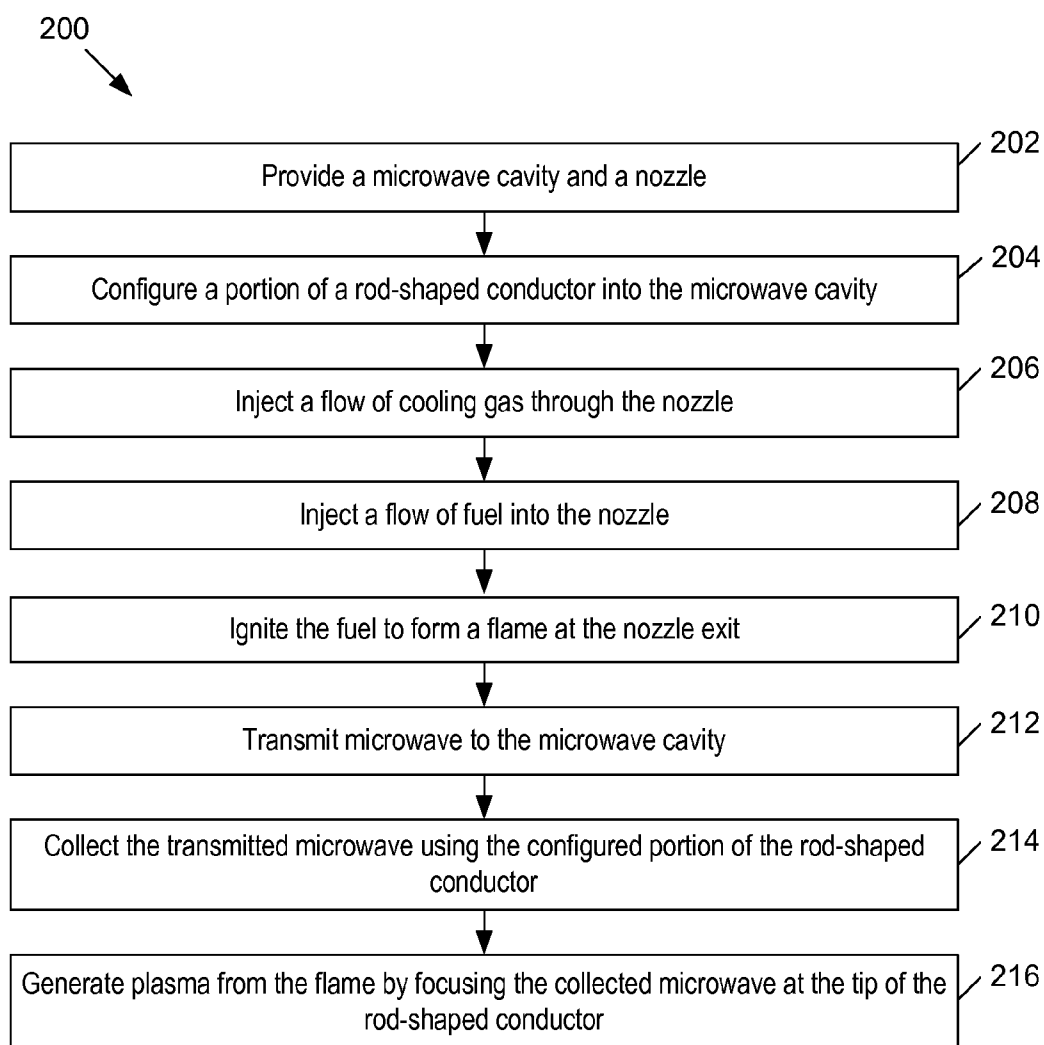 200
202
Provide a microwave cavity and a nozzle
204
Configure a portion of a rod-shaped conductor into the microwave cavity
206
Inject a flow of cooling gas through the nozzle
208
Inject a flow of fuel into the nozzle
210
Ignite the fuel to form a flame at the nozzle exit
212
Transmit microwave to the microwave cavity
214
Collect the transmitted microwave using the configured portion of the rod-shaped
conductor
216
Generate plasma from the flame by focusing the collected microwave at the tip of the
rod-shaped conductor